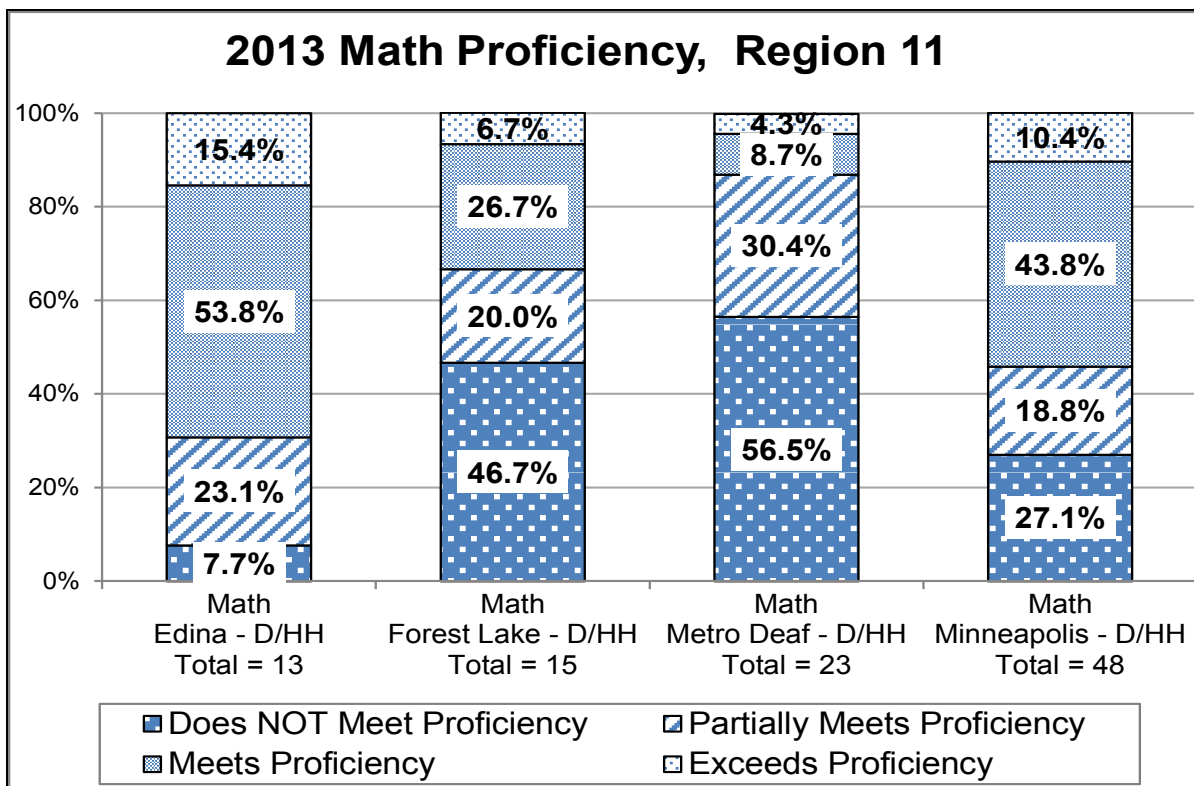 2013 Math Proficiency, Region 11
100%
80%
60%
40%
20%
0%
15.4%
53.8%
23.1%
7.7%
6.7%
26.7%
20.0%
46.7%
4.3%
8.7%
30.4%
56.5%
10.4%
43.8%
18.8%
27.1%
Math
Edina - D/HH
Total = 13
Math
Forest Lake - D/HH
Total = 15
Math
Metro Deaf - D/HH
Total = 23
Math
Minneapolis - D/HH
Total = 48
Does NOT Meet Proficiency
Partially Meets Proficiency
Meets Proficiency
Exceeds Proficiency